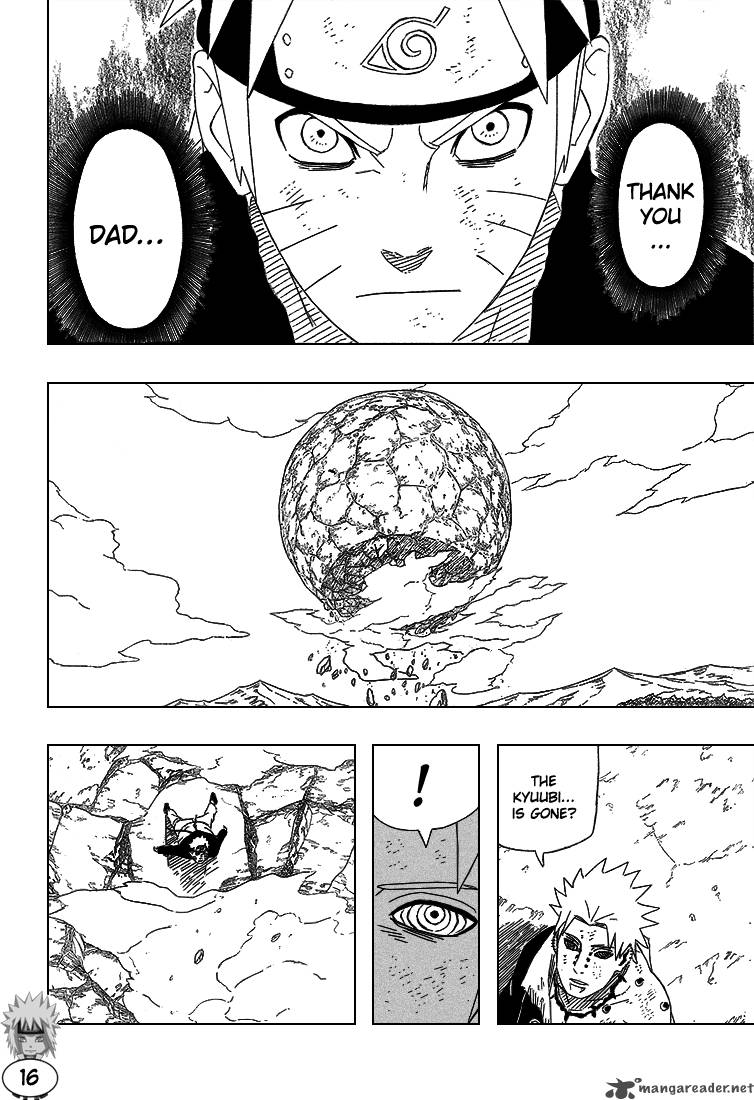 THANK
YOU
...
DAD...
THE
KYUUBI...
IS GONE?
!
16
mangareader.net